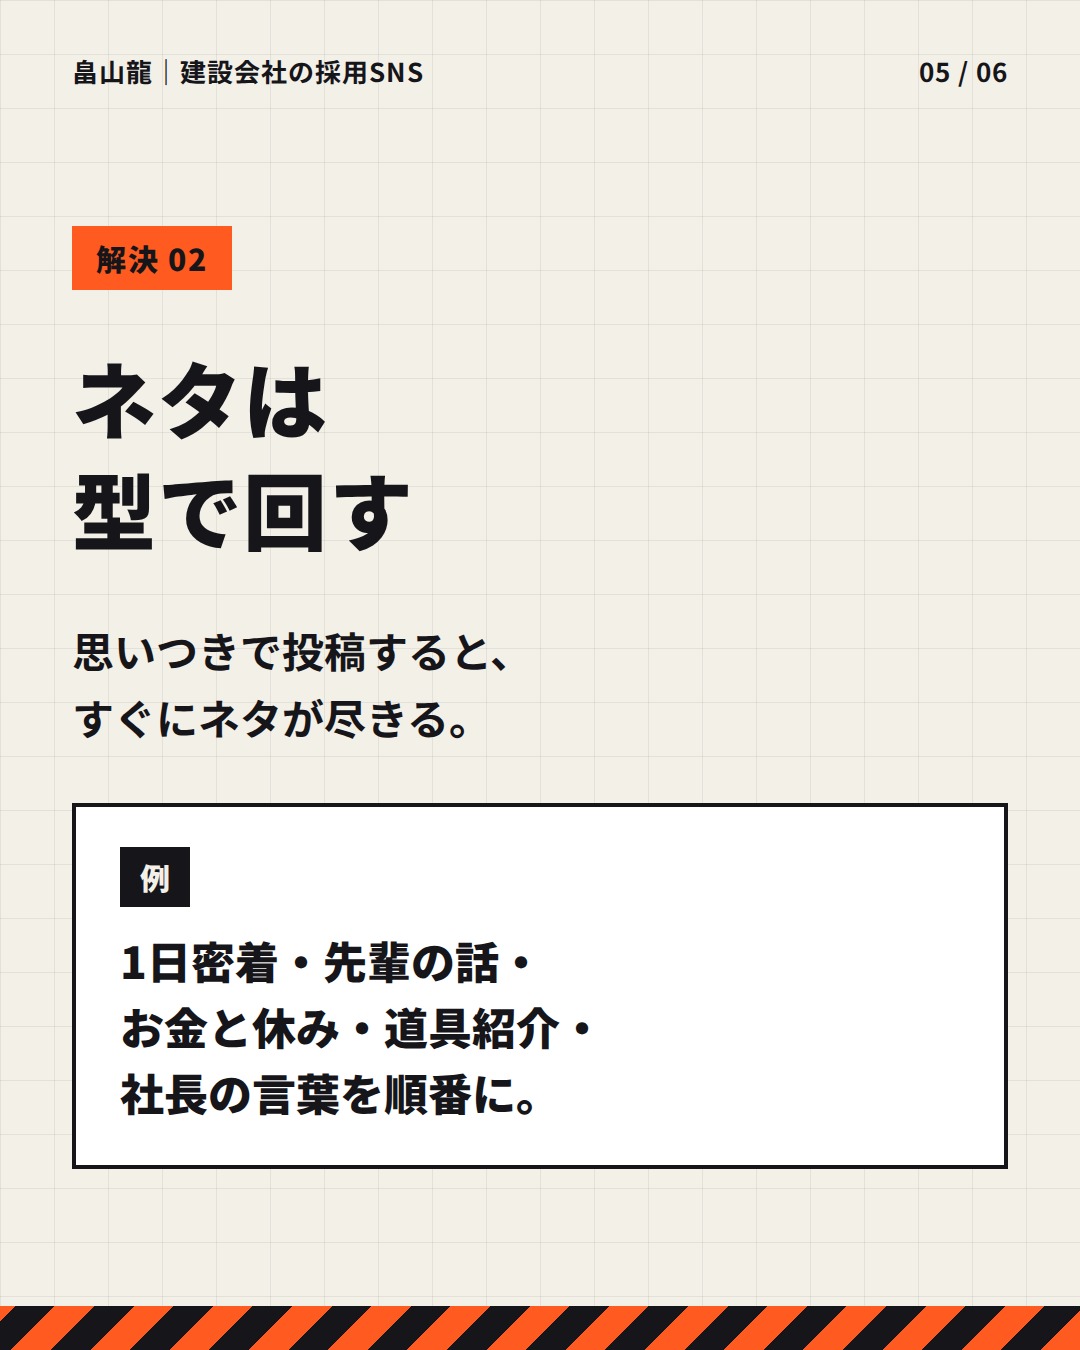 畠山龍｜建設会社の採用SNS
05 / 06
解決 02
ネタは
型で回す
思いつきで投稿すると、
すぐにネタが尽きる。
例
1日密着・先輩の話・
お金と休み・道具紹介・
社長の言葉を順番に。